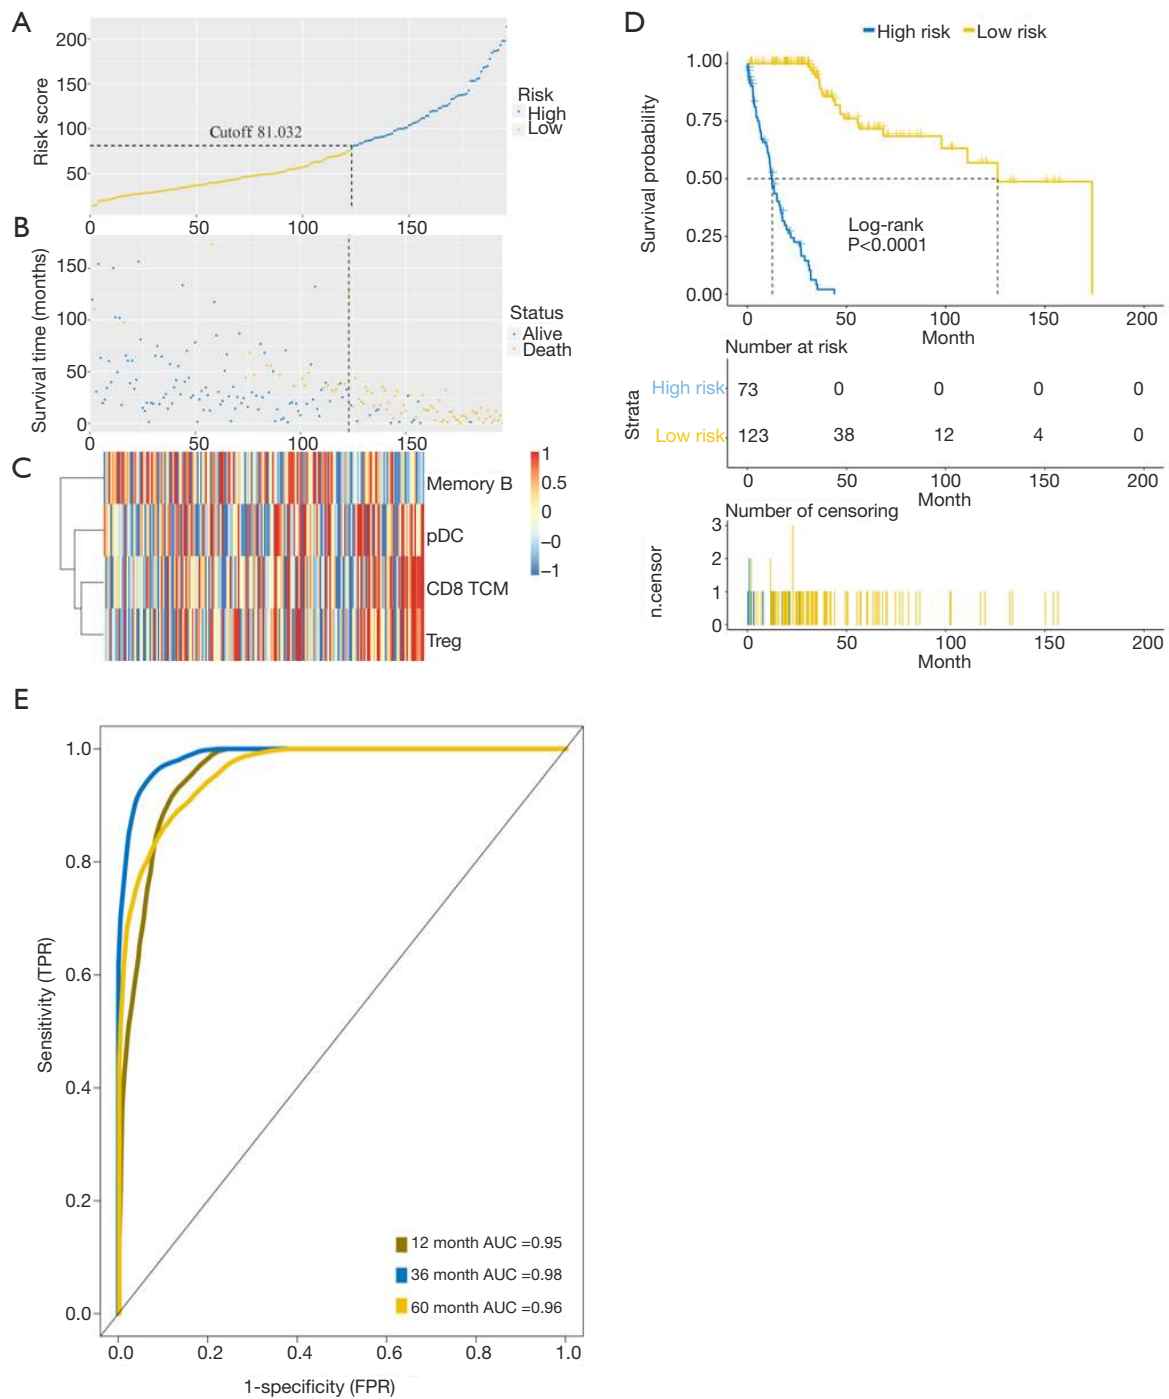 A
Risk score
200
150
100
50
Cutoff 81.032
0 50 100 150
Risk
High
Low
B
Survival time (months)
150
100
50
0
0 50 100 150
Status
Alive
Death
C
Memory B
pDC
CD8 TCM
Treg
1
0.5
0
–0
–1
D
High risk Low risk
Survival probability
1.00
0.75
0.50
0.25
0.00
Log-rank
P<0.0001
0 50 100 150 200
Month
Number at risk
Strata
High risk 73 0 0 0 0
Low risk 123 38 12 4 0
0 50 100 150 200
Month
Number of censoring
n.censor
3
2
1
0
0 50 100 150 200
Month
E
Sensitivity (TPR)
1.0
0.8
0.6
0.4
0.2
0.0
12 month AUC =0.95
36 month AUC =0.98
60 month AUC =0.96
0.0 0.2 0.4 0.6 0.8 1.0
1-specificity (FPR)